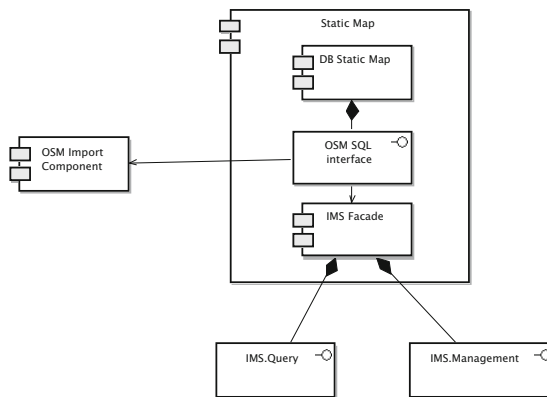 Static Map
DB Static Map
OSM SQL
interface
OSM Import
Component
IMS Facade
IMS.Query
IMS.Management